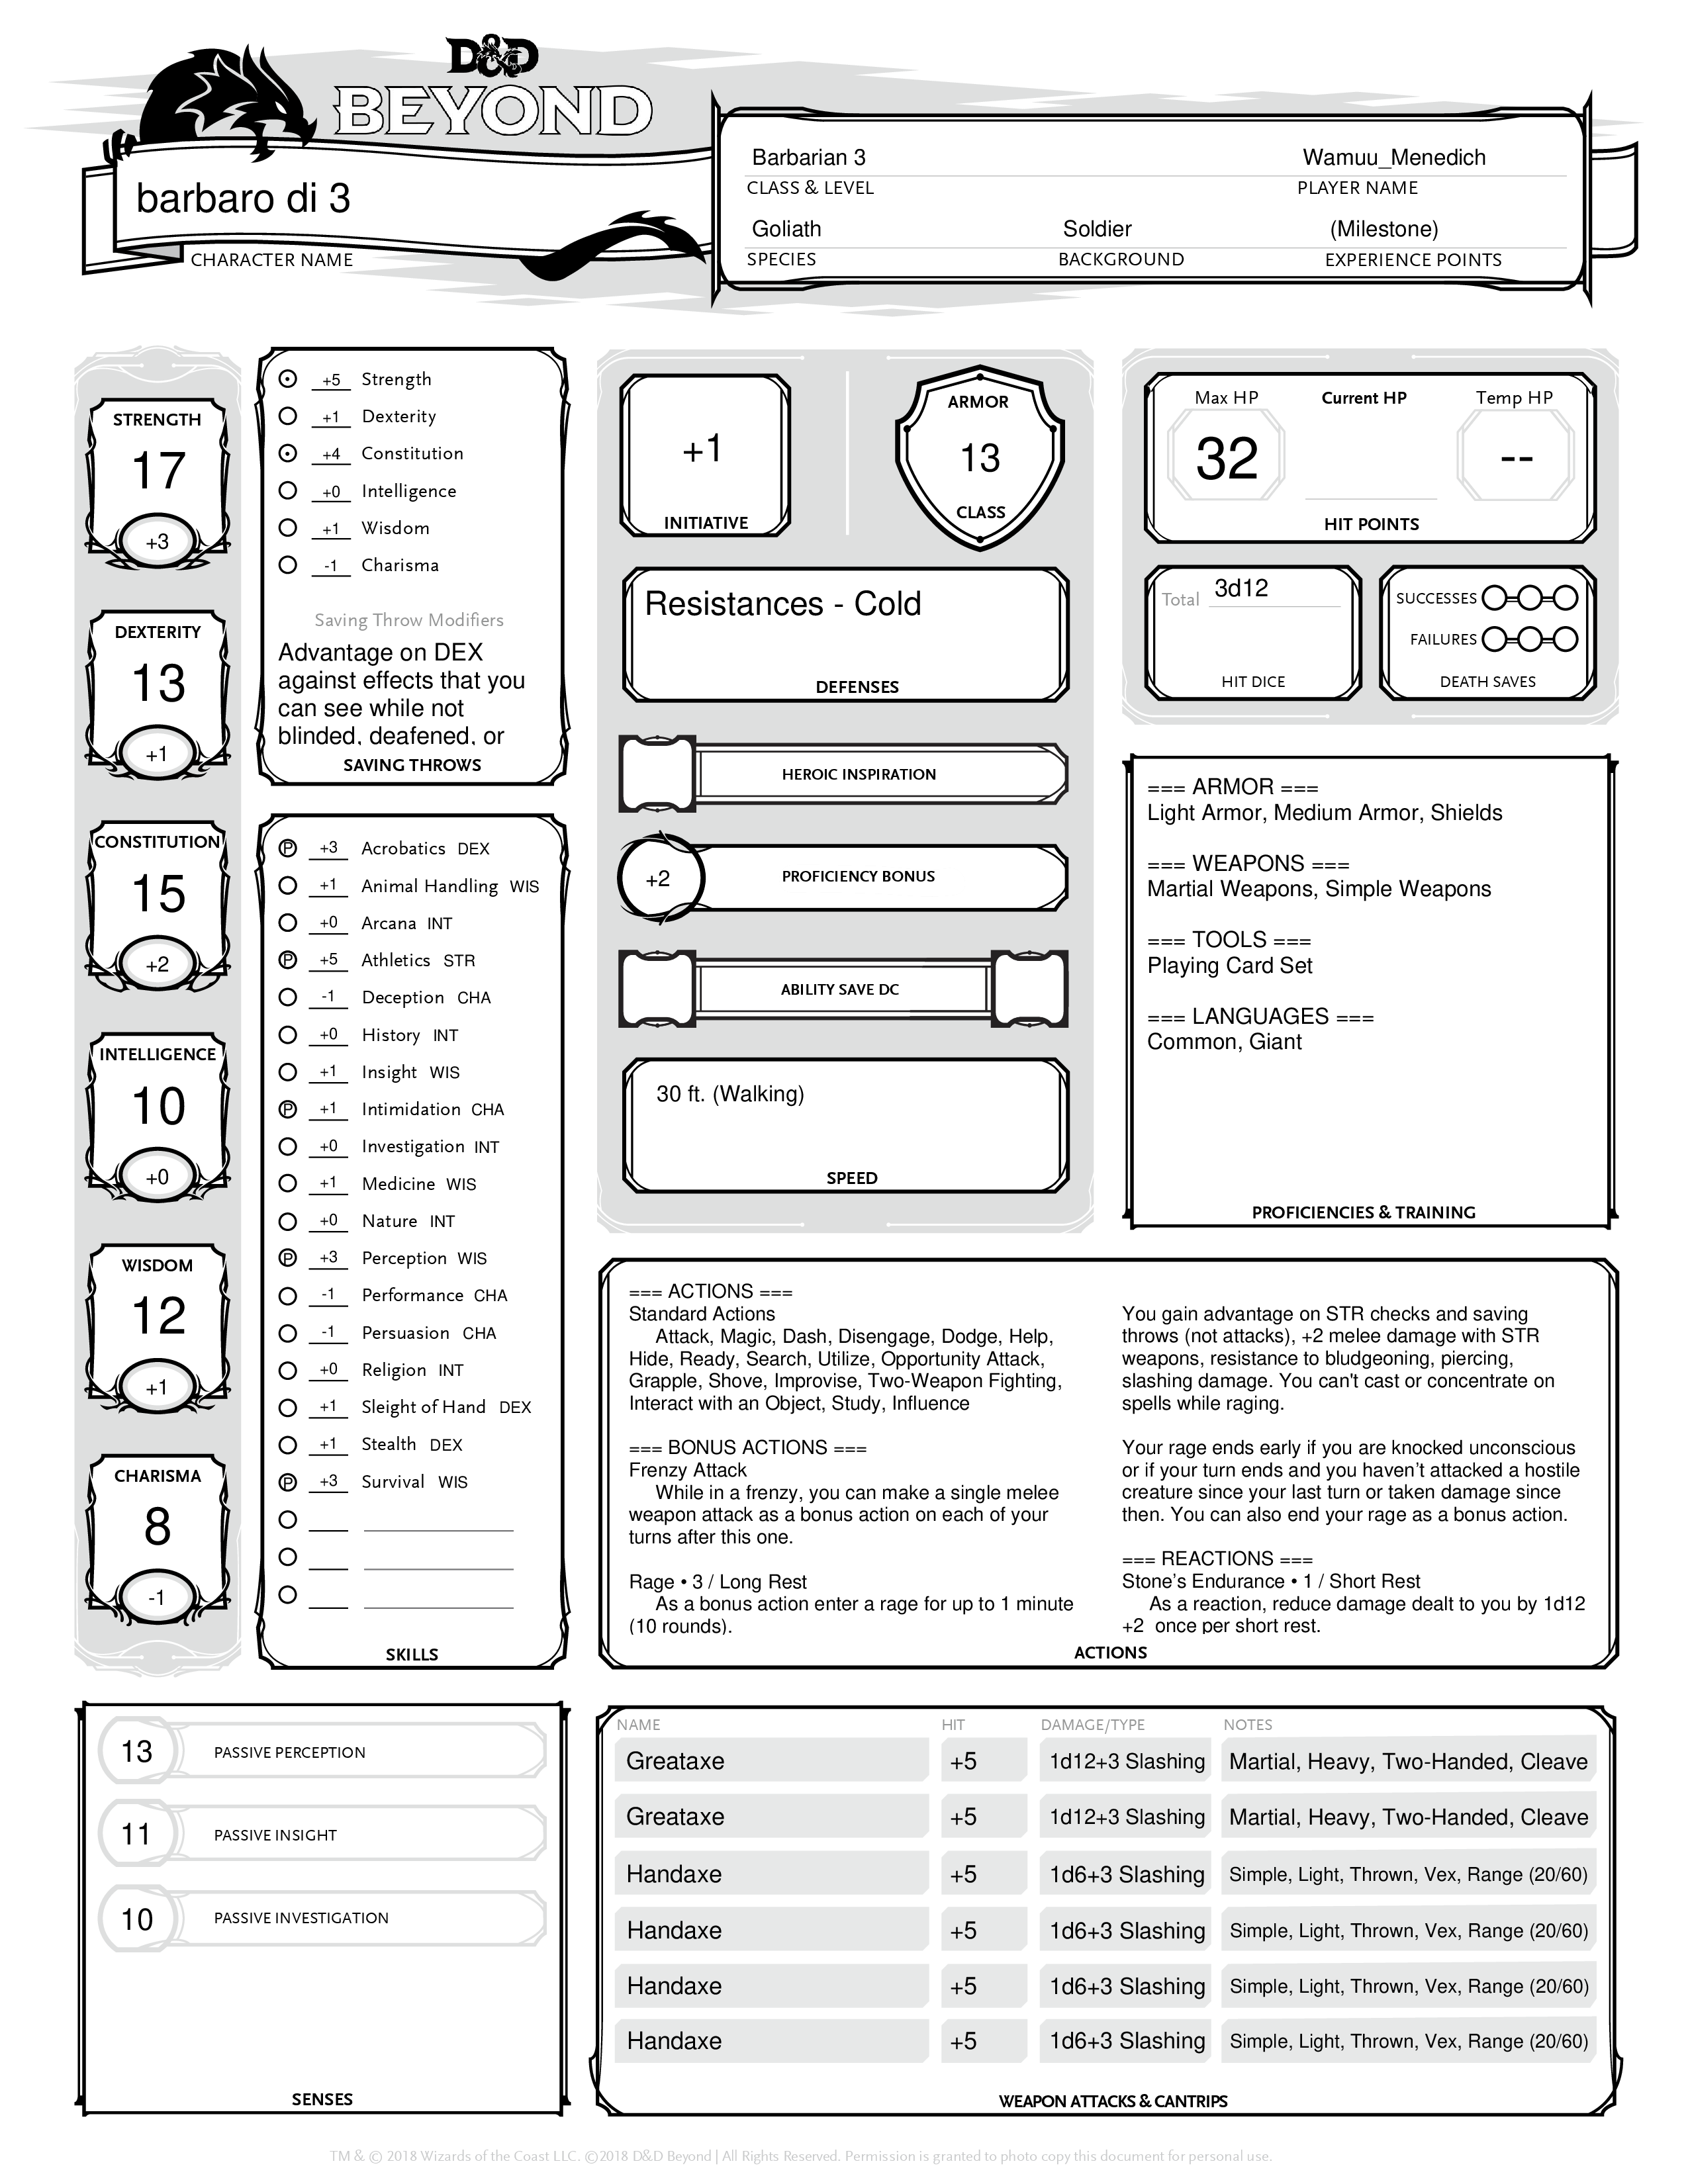 D&D
BEYOND
barbaro di 3
CHARACTER NAME
Barbarian 3
Wamuu_Menedich
CLASS & LEVEL
PLAYER NAME
Goliath
Soldier
(Milestone)
SPECIES
BACKGROUND
EXPERIENCE POINTS
STRENGTH
17
+3
DEXTERITY
13
+1
CONSTITUTION
15
+2
INTELLIGENCE
10
+0
WISDOM
12
+1
CHARISMA
8
-1
+5 Strength
+1 Dexterity
+4 Constitution
+0 Intelligence
+1 Wisdom
-1 Charisma
Saving Throw Modifiers
Advantage on DEX
against effects that you
can see while not
blinded, deafened, or
SAVING THROWS
P +3 Acrobatics DEX
+1 Animal Handling WIS
+0 Arcana INT
P +5 Athletics STR
-1 Deception CHA
+0 History INT
+1 Insight WIS
P +1 Intimidation CHA
+0 Investigation INT
+1 Medicine WIS
+0 Nature INT
P +3 Perception WIS
-1 Performance CHA
-1 Persuasion CHA
+0 Religion INT
+1 Sleight of Hand DEX
+1 Stealth DEX
P +3 Survival WIS
SKILLS
+1
INITIATIVE
ARMOR
13
CLASS
Resistances - Cold
DEFENSES
HEROIC INSPIRATION
+2
PROFICIENCY BONUS
ABILITY SAVE DC
30 ft. (Walking)
SPEED
Max HP
Current HP
Temp HP
32
--
HIT POINTS
Total 3d12
HIT DICE
SUCCESSES
FAILURES
DEATH SAVES
=== ARMOR ===
Light Armor, Medium Armor, Shields
=== WEAPONS ===
Martial Weapons, Simple Weapons
=== TOOLS ===
Playing Card Set
=== LANGUAGES ===
Common, Giant
PROFICIENCIES & TRAINING
=== ACTIONS ===
Standard Actions
Attack, Magic, Dash, Disengage, Dodge, Help,
Hide, Ready, Search, Utilize, Opportunity Attack,
Grapple, Shove, Improvise, Two-Weapon Fighting,
Interact with an Object, Study, Influence
=== BONUS ACTIONS ===
Frenzy Attack
While in a frenzy, you can make a single melee
weapon attack as a bonus action on each of your
turns after this one.
Rage • 3 / Long Rest
As a bonus action enter a rage for up to 1 minute
(10 rounds).
You gain advantage on STR checks and saving
throws (not attacks), +2 melee damage with STR
weapons, resistance to bludgeoning, piercing,
slashing damage. You can't cast or concentrate on
spells while raging.
Your rage ends early if you are knocked unconscious
or if your turn ends and you haven’t attacked a hostile
creature since your last turn or taken damage since
then. You can also end your rage as a bonus action.
=== REACTIONS ===
Stone’s Endurance • 1 / Short Rest
As a reaction, reduce damage dealt to you by 1d12
+2 once per short rest.
ACTIONS
13 PASSIVE PERCEPTION
11 PASSIVE INSIGHT
10 PASSIVE INVESTIGATION
SENSES
NAME HIT DAMAGE/TYPE NOTES
Greataxe +5 1d12+3 Slashing Martial, Heavy, Two-Handed, Cleave
Greataxe +5 1d12+3 Slashing Martial, Heavy, Two-Handed, Cleave
Handaxe +5 1d6+3 Slashing Simple, Light, Thrown, Vex, Range (20/60)
Handaxe +5 1d6+3 Slashing Simple, Light, Thrown, Vex, Range (20/60)
Handaxe +5 1d6+3 Slashing Simple, Light, Thrown, Vex, Range (20/60)
Handaxe +5 1d6+3 Slashing Simple, Light, Thrown, Vex, Range (20/60)
WEAPON ATTACKS & CANTRIPS
TM & © 2018 Wizards of the Coast LLC. ©2018 D&D Beyond | All Rights Reserved. Permission is granted to photo copy this document for personal use.